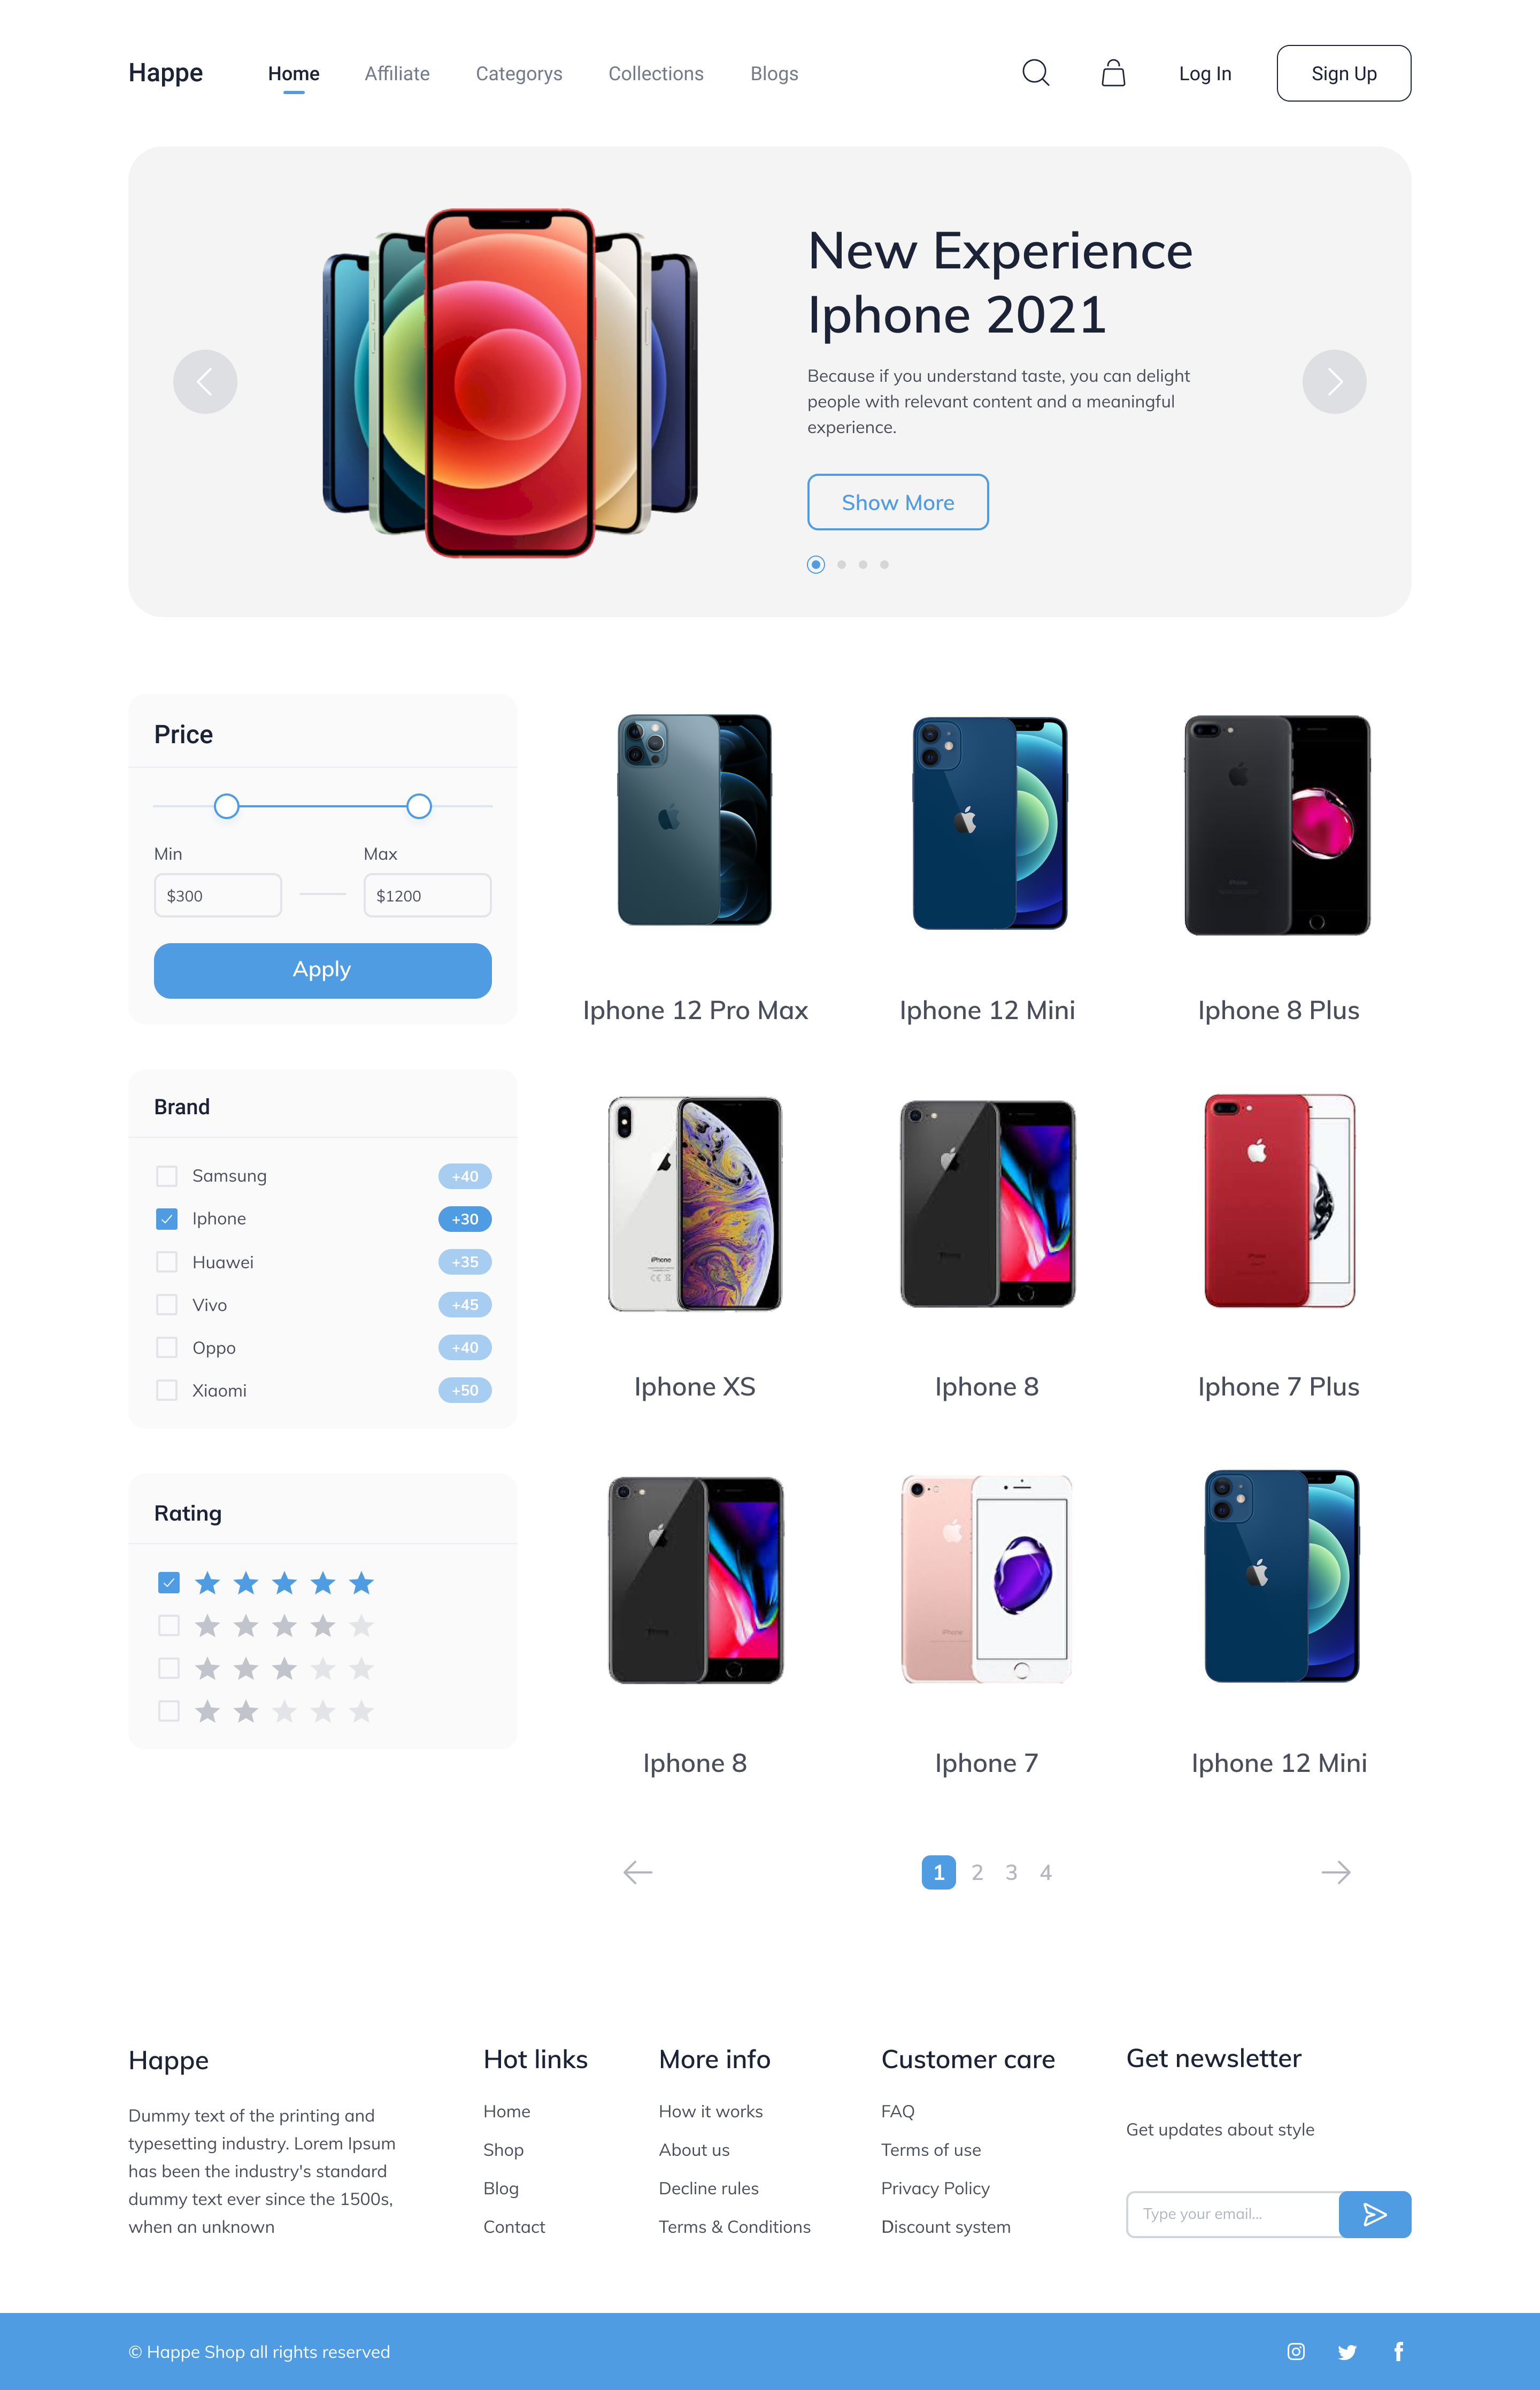 Happe
Home
Affiliate
Categorys
Collections
Blogs
Log In
Sign Up
New Experience
Iphone 2021
Because if you understand taste, you can delight
people with relevant content and a meaningful
experience.
Show More
Price
Min
Max
$300
$1200
Apply
Brand
Samsung
+40
Iphone
+30
Huawei
+35
Vivo
+45
Oppo
+40
Xiaomi
+50
Rating
Iphone 12 Pro Max
Iphone 12 Mini
iPhone
Iphone 8 Plus
iPhone
Iphone XS
Iphone 8
Iphone 7 Plus
Iphone 8
iPhone
Iphone 7
Iphone 12 Mini
1 2 3 4
Happe
Dummy text of the printing and
typesetting industry. Lorem Ipsum
has been the industry's standard
dummy text ever since the 1500s,
when an unknown
Hot links
Home
Shop
Blog
Contact
More info
How it works
About us
Decline rules
Terms & Conditions
Customer care
FAQ
Terms of use
Privacy Policy
Discount system
Get newsletter
Get updates about style
Type your email...
© Happe Shop all rights reserved